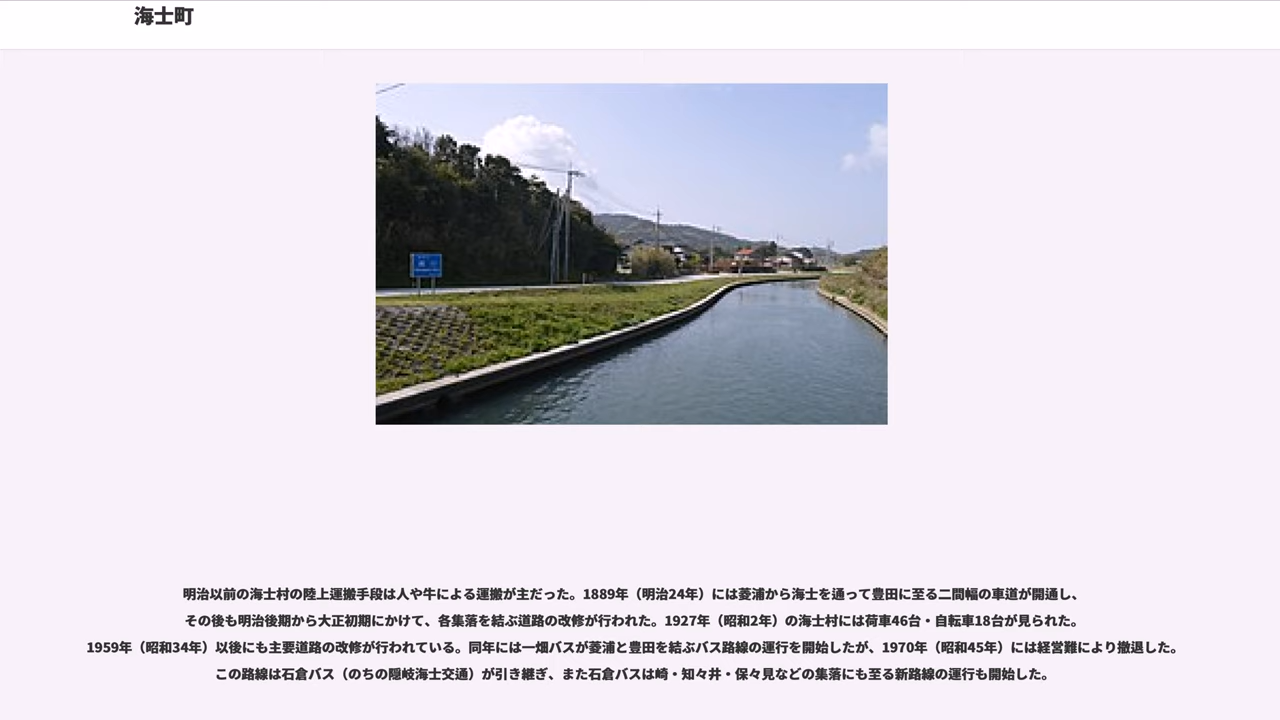 海士町
明治以前の海士村の陸上運搬手段は人や牛による運搬が主だった。1889年（明治24年）には菱浦から海士を通って豊田に至る二間幅の車道が開通し、
その後も明治後期から大正初期にかけて、各集落を結ぶ道路の改修が行われた。1927年（昭和2年）の海士村には荷車46台・自転車18台が見られた。
1959年（昭和34年）以後にも主要道路の改修が行われている。同年には一畑バスが菱浦と豊田を結ぶバス路線の運行を開始したが、1970年（昭和45年）には経営難により撤退した。
この路線は石倉バス（のちの隠岐海士交通）が引き継ぎ、また石倉バスは崎・知々井・保々見などの集落にも至る新路線の運行も開始した。